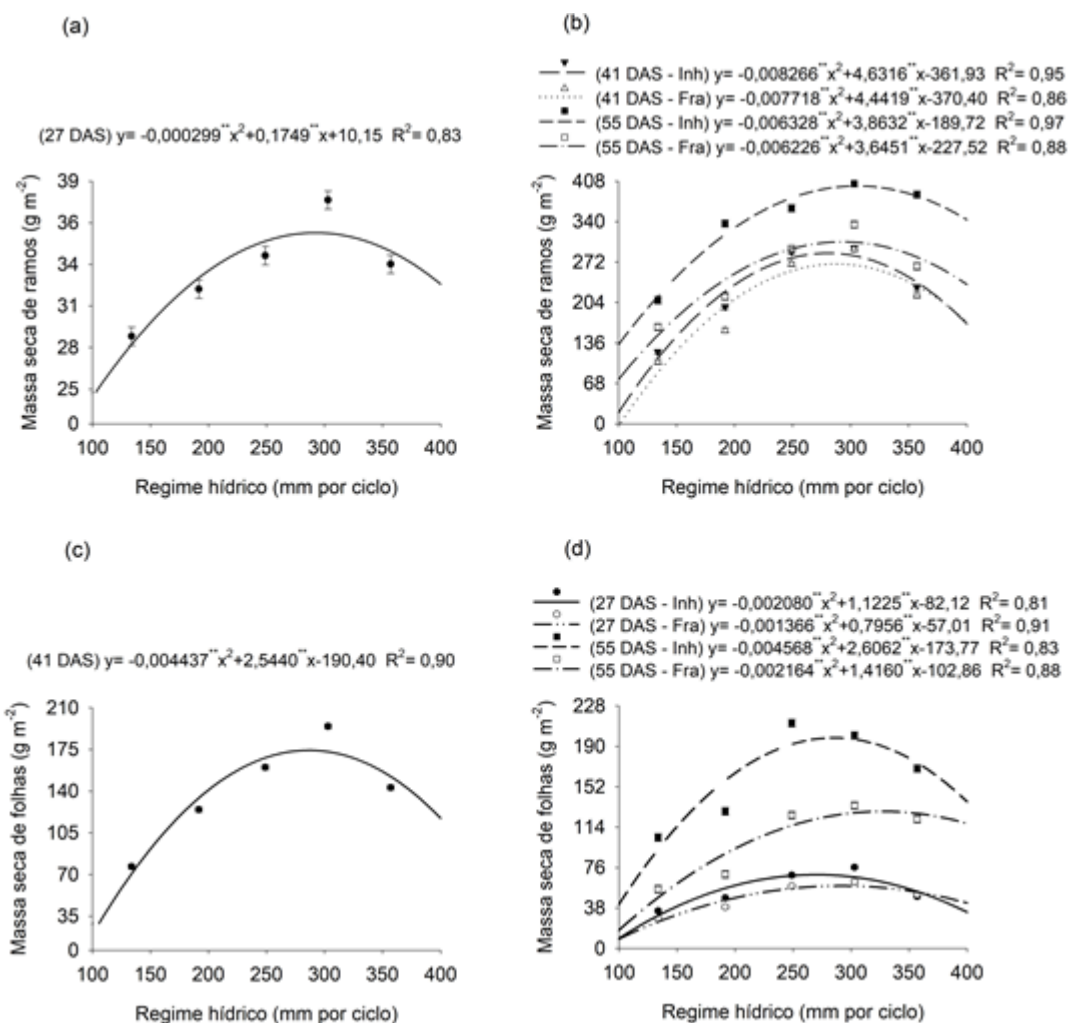 (a)
(27 DAS) y= -0,000299**x²+0,1749**x+10,15 R²= 0,83
Massa seca de ramos (g m⁻²)
39
36
34
31
28
25
0
100 150 200 250 300 350 400
Regime hídrico (mm por ciclo)
(b)
(41 DAS - Inh) y= -0,008266**x²+4,6316**x-361,93 R²= 0,95
(41 DAS - Fra) y= -0,007718**x²+4,4419**x-370,40 R²= 0,86
(55 DAS - Inh) y= -0,006328**x²+3,8632**x-189,72 R²= 0,97
(55 DAS - Fra) y= -0,006226**x²+3,6451**x-227,52 R²= 0,88
Massa seca de ramos (g m⁻²)
408
340
272
204
136
68
0
100 150 200 250 300 350 400
Regime hídrico (mm por ciclo)
(c)
(41 DAS) y= -0,004437**x²+2,5440**x-190,40 R²= 0,90
Massa seca de folhas (g m⁻²)
210
175
140
105
70
35
0
100 150 200 250 300 350 400
Regime hídrico (mm por ciclo)
(d)
(27 DAS - Inh) y= -0,002080**x²+1,1225**x-82,12 R²= 0,81
(27 DAS - Fra) y= -0,001366**x²+0,7956**x-57,01 R²= 0,91
(55 DAS - Inh) y= -0,004568**x²+2,6062**x-173,77 R²= 0,83
(55 DAS - Fra) y= -0,002164**x²+1,4160**x-102,86 R²= 0,88
Massa seca de folhas (g m⁻²)
228
190
152
114
76
38
0
100 150 200 250 300 350 400
Regime hídrico (mm por ciclo)